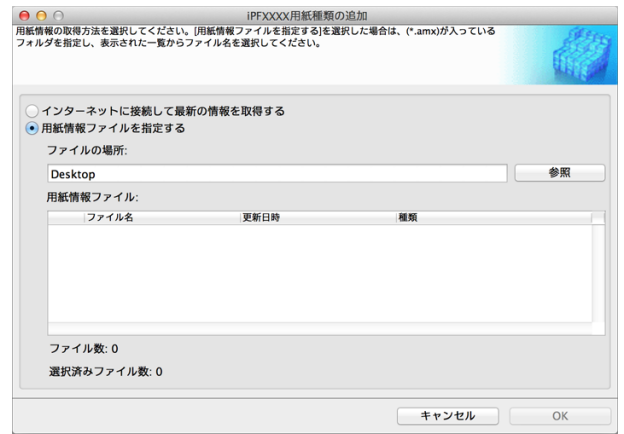 iPFXXXX用紙種類の追加
用紙情報の取得方法を選択してください。[用紙情報ファイルを指定する]を選択した場合は、(*.amx)が入っている
フォルダを指定し、表示された一覧からファイル名を選択してください。
インターネットに接続して最新の情報を取得する
用紙情報ファイルを指定する
ファイルの場所:
Desktop 参照
用紙情報ファイル:
ファイル名 更新日時 種類
ファイル数: 0
選択済みファイル数: 0
キャンセル OK